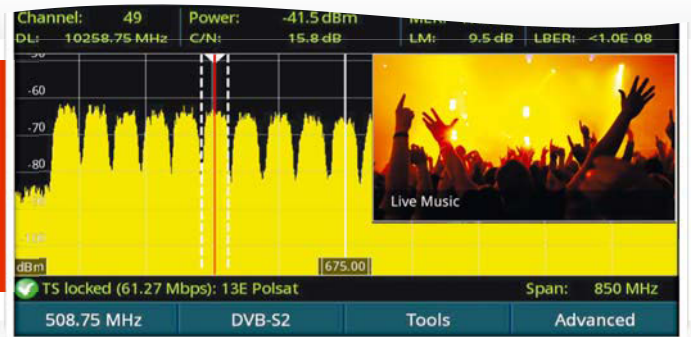 Channel: 49 Power: -41.5 dBm MER:
DL: 10258.75 MHz C/N: 15.8 dB LM: 9.5 dB LBER: <1.0E-08
-60
-70
-80
dBm
675.00
Live Music
TS locked (61.27 Mbps): 13E Polsat Span: 850 MHz
508.75 MHz DVB-S2 Tools Advanced